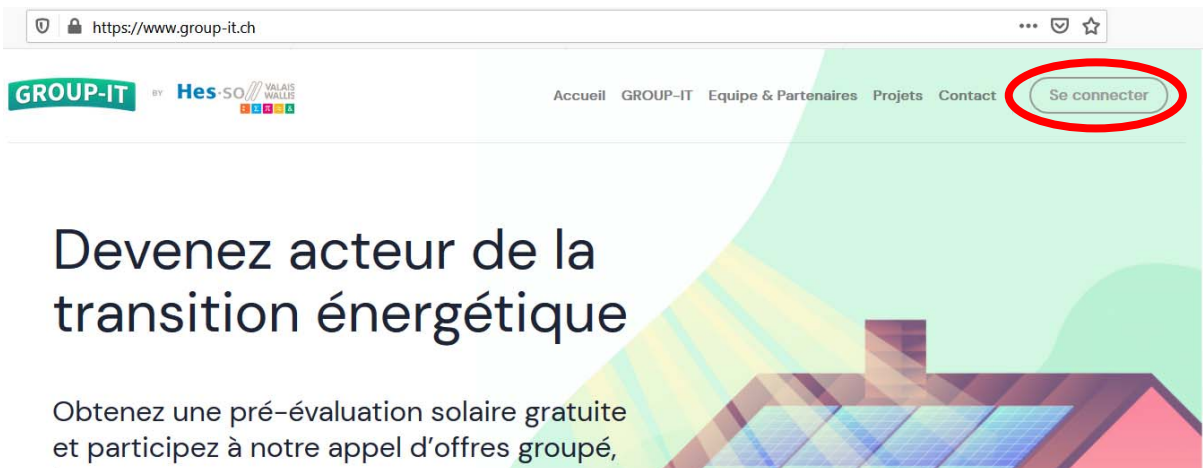 https://www.group-it.ch
GROUP-IT BY Hes·so VALAIS WALLIS
Σ π &
Accueil GROUP-IT Equipe & Partenaires Projets Contact Se connecter
Devenez acteur de la
transition énergétique
Obtenez une pré-évaluation solaire gratuite
et participez à notre appel d’offres groupé,